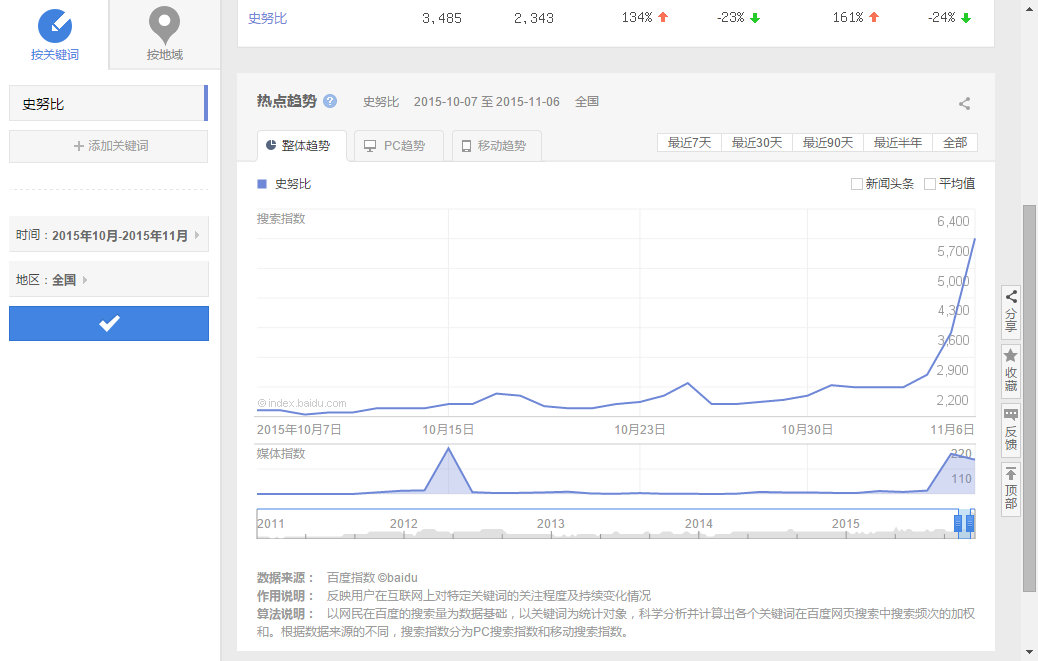 按关键词
按地域
史努比
+ 添加关键词
时间：2015年10月-2015年11月
地区：全国
史努比 3,485 2,343 134% -23% 161% -24%
热点趋势 ? 史努比 2015-10-07 至 2015-11-06 全国
整体趋势 PC趋势 移动趋势 最近7天 最近30天 最近90天 最近半年 全部
史努比 新闻头条 平均值
搜索指数
6,400
5,700
5,000
4,300
3,600
2,900
2,200
©index.baidu.com
2015年10月7日 10月15日 10月23日 10月30日 11月6日
媒体指数
220
110
2011 2012 2013 2014 2015
数据来源： 百度指数 ©baidu
作用说明： 反映用户在互联网上对特定关键词的关注程度及持续变化情况
算法说明： 以网民在百度的搜索量为数据基础，以关键词为统计对象，科学分析并计算出各个关键词在百度网页搜索中搜索频次的加权
和。根据数据来源的不同，搜索指数分为PC搜索指数和移动搜索指数。
分享
收藏
反馈
顶部